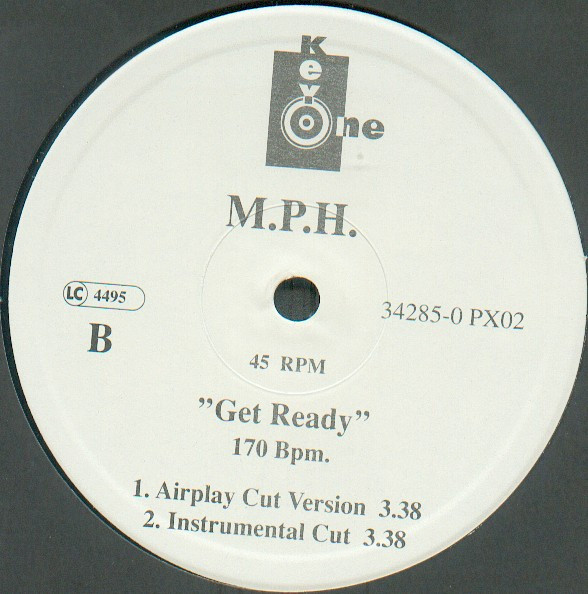 Key
One
M.P.H.
LC 4495
34285-0 PX02
B
45 RPM
"Get Ready"
170 Bpm.
1. Airplay Cut Version 3.38
2. Instrumental Cut 3.38